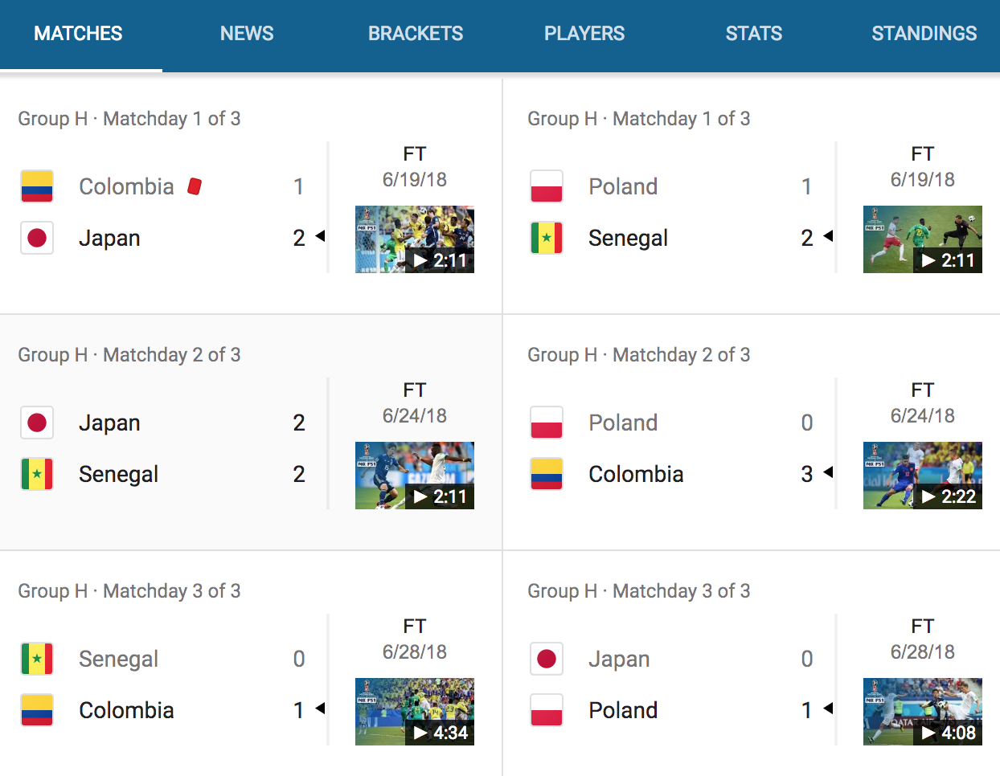 MATCHES NEWS BRACKETS PLAYERS STATS STANDINGS
Group H · Matchday 1 of 3
FT
6/19/18
Colombia 1
Japan 2
2:11
Group H · Matchday 1 of 3
FT
6/19/18
Poland 1
Senegal 2
2:11
Group H · Matchday 2 of 3
FT
6/24/18
Japan 2
Senegal 2
2:11
Group H · Matchday 2 of 3
FT
6/24/18
Poland 0
Colombia 3
2:22
Group H · Matchday 3 of 3
FT
6/28/18
Senegal 0
Colombia 1
4:34
Group H · Matchday 3 of 3
FT
6/28/18
Japan 0
Poland 1
4:08